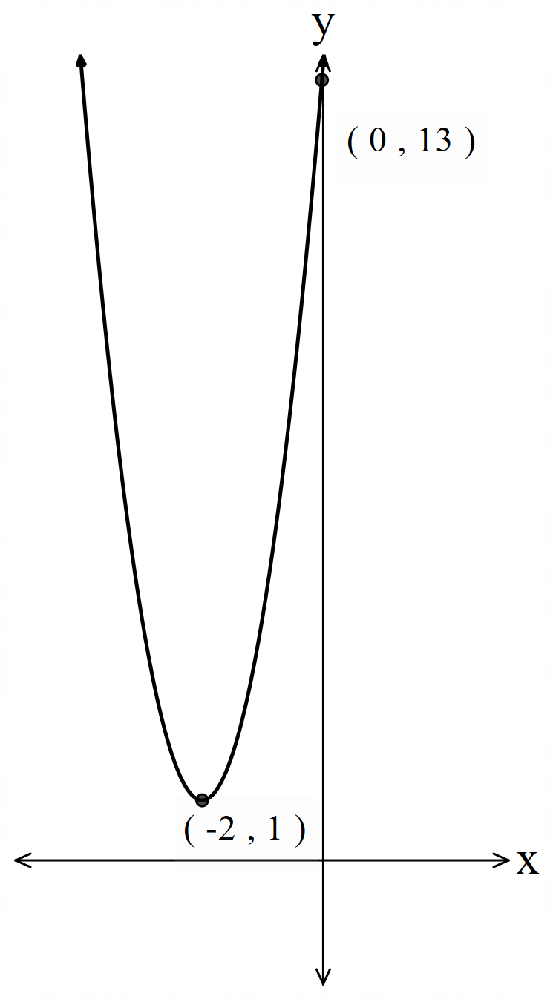 y
( 0 , 13 )
( -2 , 1 )
x